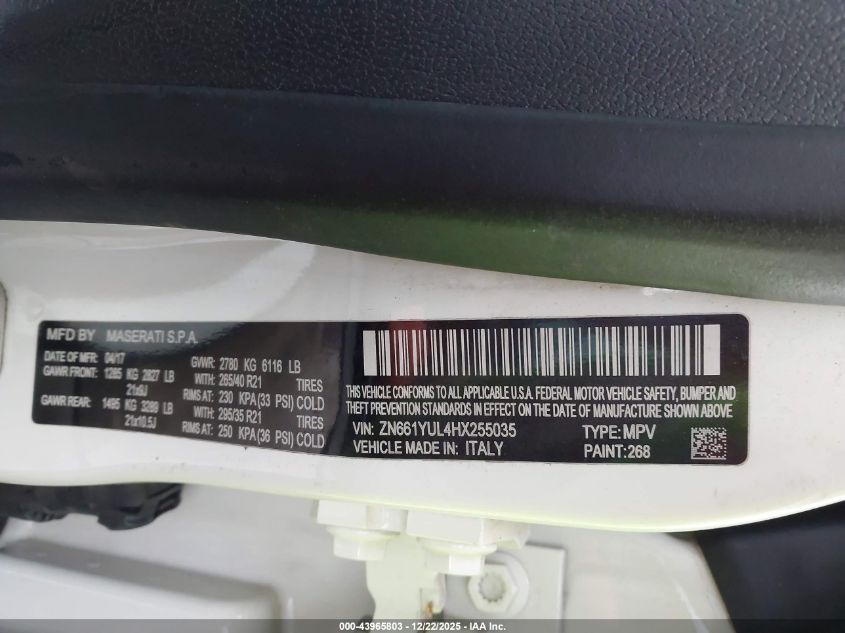 MFD BY MASERATI S.P.A.
DATE OF MFR: 04/17
GVWR: 2780 KG 6116 LB
GAWR FRONT: 1285 KG 2827 LB
WITH: 265/40 R21 TIRES
21x9J
RIMS AT: 230 KPA(33 PSI) COLD
GAWR REAR: 1495 KG 3289 LB
WITH: 295/35 R21 TIRES
21x10.5J
RIMS AT: 250 KPA(36 PSI) COLD
THIS VEHICLE CONFORMS TO ALL APPLICABLE U.S.A. FEDERAL MOTOR VEHICLE SAFETY, BUMPER AND
THEFT PREVENTION STANDARDS IN EFFECT ON THE DATE OF MANUFACTURE SHOWN ABOVE
VIN: ZN661YUL4HX255035 TYPE: MPV
VEHICLE MADE IN: ITALY PAINT: 268
000-43965803 - 12/22/2025 - IAA Inc.